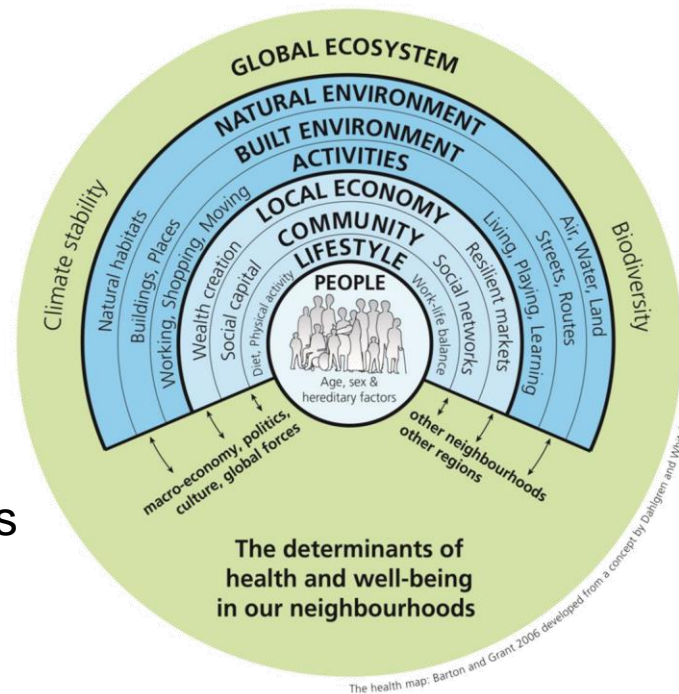 GLOBAL ECOSYSTEM
NATURAL ENVIRONMENT
BUILT ENVIRONMENT
ACTIVITIES
LOCAL ECONOMY
COMMUNITY
LIFESTYLE
PEOPLE
Age, sex &
hereditary factors
Climate stability
Natural habitats
Buildings, Places
Working, Shopping, Moving
Wealth creation
Social capital
Diet, Physical activity
Work-life balance
Social networks
Resilient markets
Living, Playing, Learning
Streets, Routes
Air, Water, Land
Biodiversity
macro-economy, politics,
culture, global forces
other neighbourhoods
other regions
s
The determinants of
health and well-being
in our neighbourhoods
The health map: Barton and Grant 2006 developed from a concept by Dahlgren and